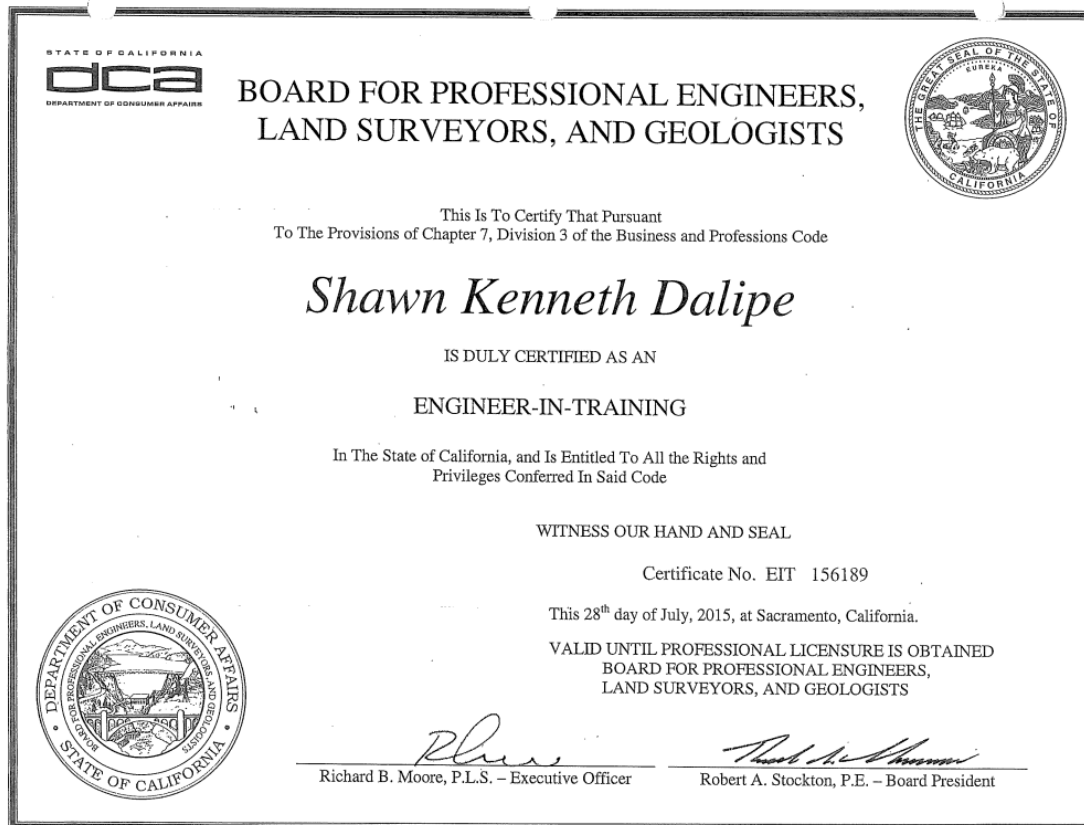 STATE OF CALIFORNIA
dca
DEPARTMENT OF CONSUMER AFFAIRS
BOARD FOR PROFESSIONAL ENGINEERS,
LAND SURVEYORS, AND GEOLOGISTS
THE GREAT SEAL OF THE STATE OF CALIFORNIA
EUREKA
This Is To Certify That Pursuant
To The Provisions of Chapter 7, Division 3 of the Business and Professions Code
Shawn Kenneth Dalipe
IS DULY CERTIFIED AS AN
ENGINEER-IN-TRAINING
In The State of California, and Is Entitled To All the Rights and
Privileges Conferred In Said Code
WITNESS OUR HAND AND SEAL
Certificate No. EIT 156189
This 28th day of July, 2015, at Sacramento, California.
VALID UNTIL PROFESSIONAL LICENSURE IS OBTAINED
BOARD FOR PROFESSIONAL ENGINEERS,
LAND SURVEYORS, AND GEOLOGISTS
DEPARTMENT OF CONSUMER AFFAIRS
STATE OF CALIFORNIA
BOARD FOR PROFESSIONAL ENGINEERS, LAND SURVEYORS, AND GEOLOGISTS
Richard B. Moore, P.L.S. – Executive Officer
Robert A. Stockton, P.E. – Board President